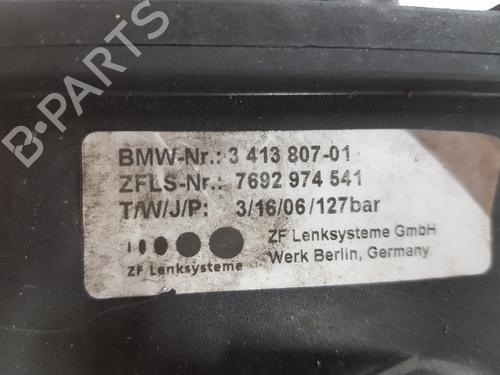 BMW-Nr.: 3 413 807-01
ZFLS-Nr.: 7692 974 541
T/W/J/P: 3/16/06/127bar
ZF Lenksysteme GmbH
Werk Berlin, Germany
ZF Lenksysteme
B-PARTS